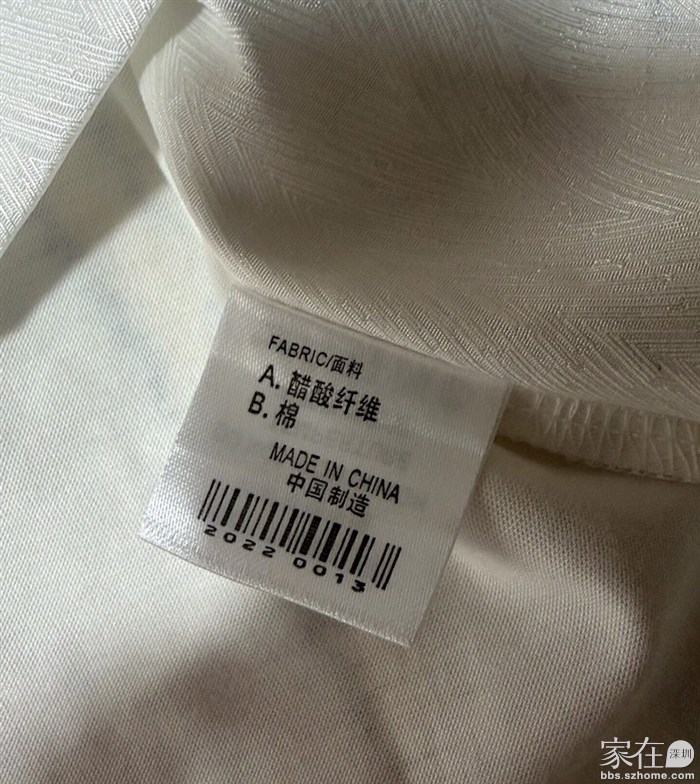 FABRIC/面料
A. 醋酸纤维
B. 棉
MADE IN CHINA
中国制造
2022 0013
家在 深圳
bbs.szhome.com